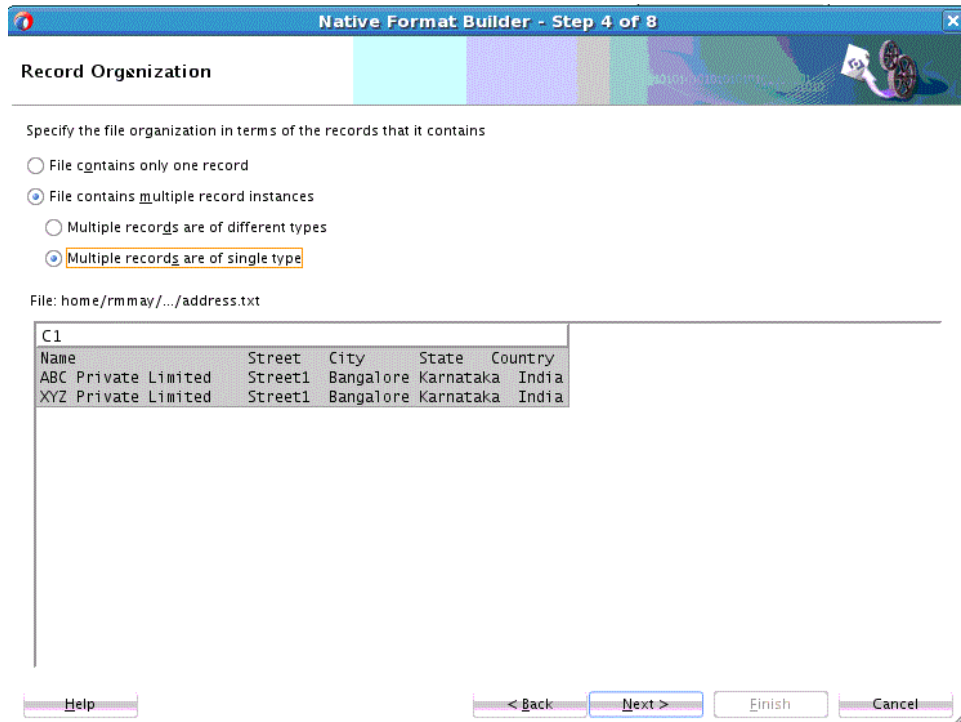 Native Format Builder - Step 4 of 8
Record Organization
Specify the file organization in terms of the records that it contains
File contains only one record
File contains multiple record instances
Multiple records are of different types
Multiple records are of single type
File: home/rmmay/.../address.txt
C1
Name Street City State Country
ABC Private Limited Street1 Bangalore Karnataka India
XYZ Private Limited Street1 Bangalore Karnataka India
Help < Back Next > Finish Cancel